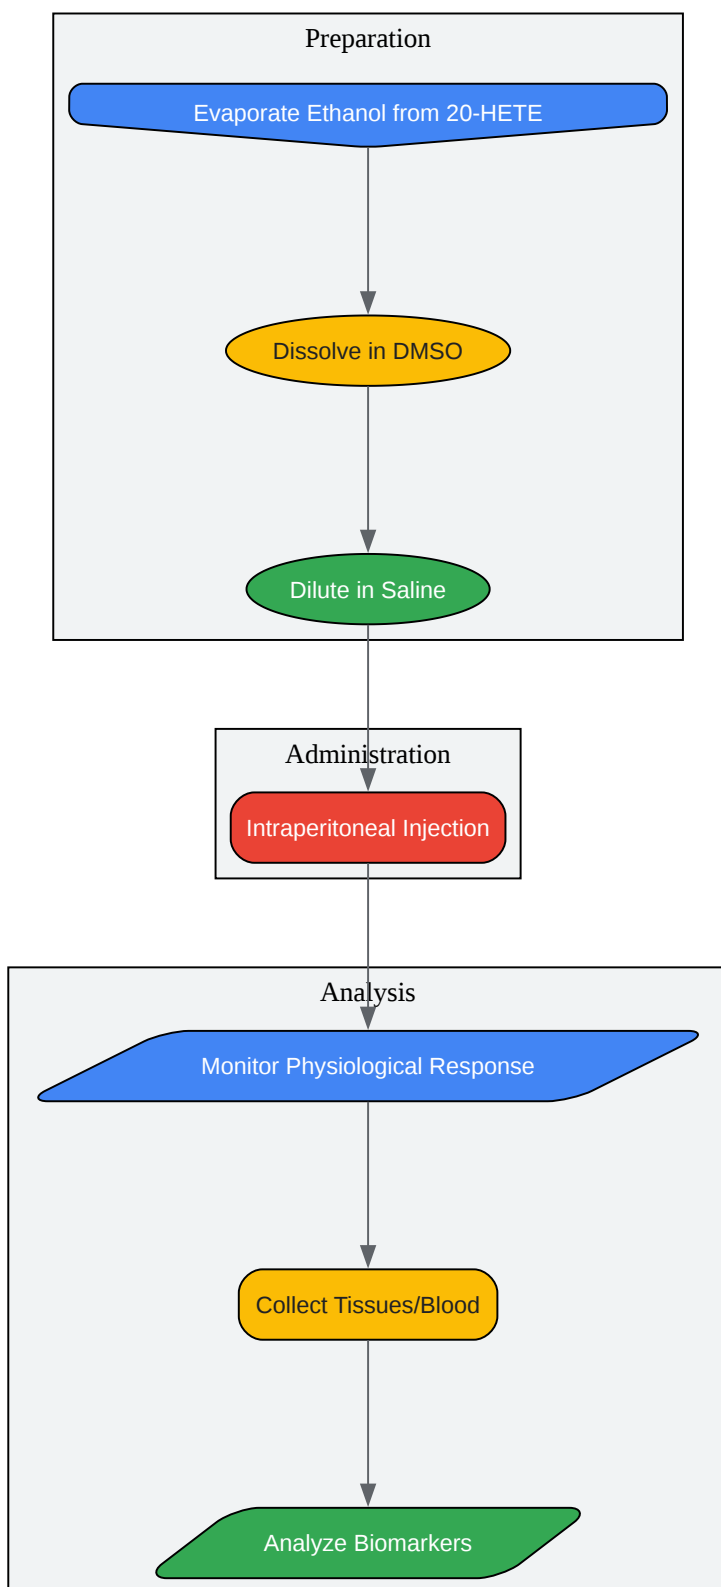 Preparation
Evaporate Ethanol from 20-HETE
Dissolve in DMSO
Dilute in Saline
Administration
Intraperitoneal Injection
Analysis
Monitor Physiological Response
Collect Tissues/Blood
Analyze Biomarkers